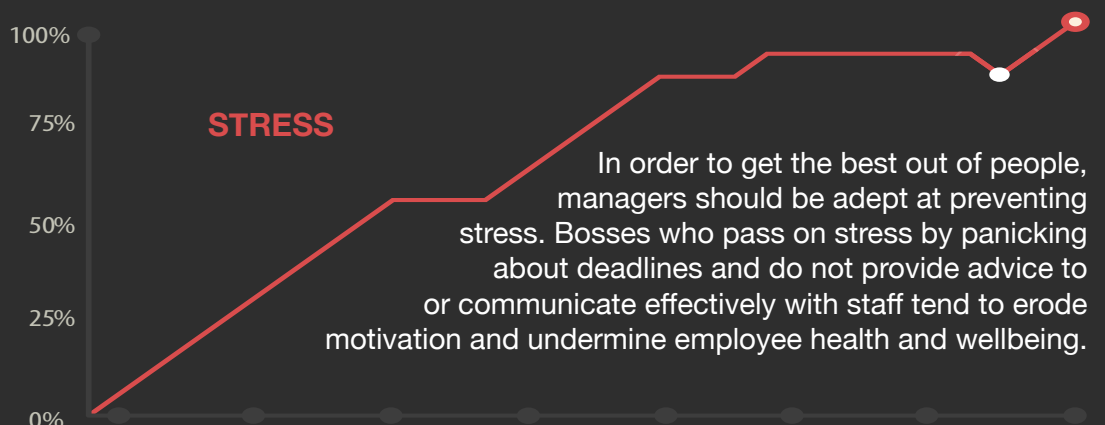 100%
75%
STRESS
In order to get the best out of people,
managers should be adept at preventing
50%
stress. Bosses who pass on stress by panicking
about deadlines and do not provide advice to
25%
or communicate effectively with staff tend to erode
motivation and undermine employee health and wellbeing.
0%